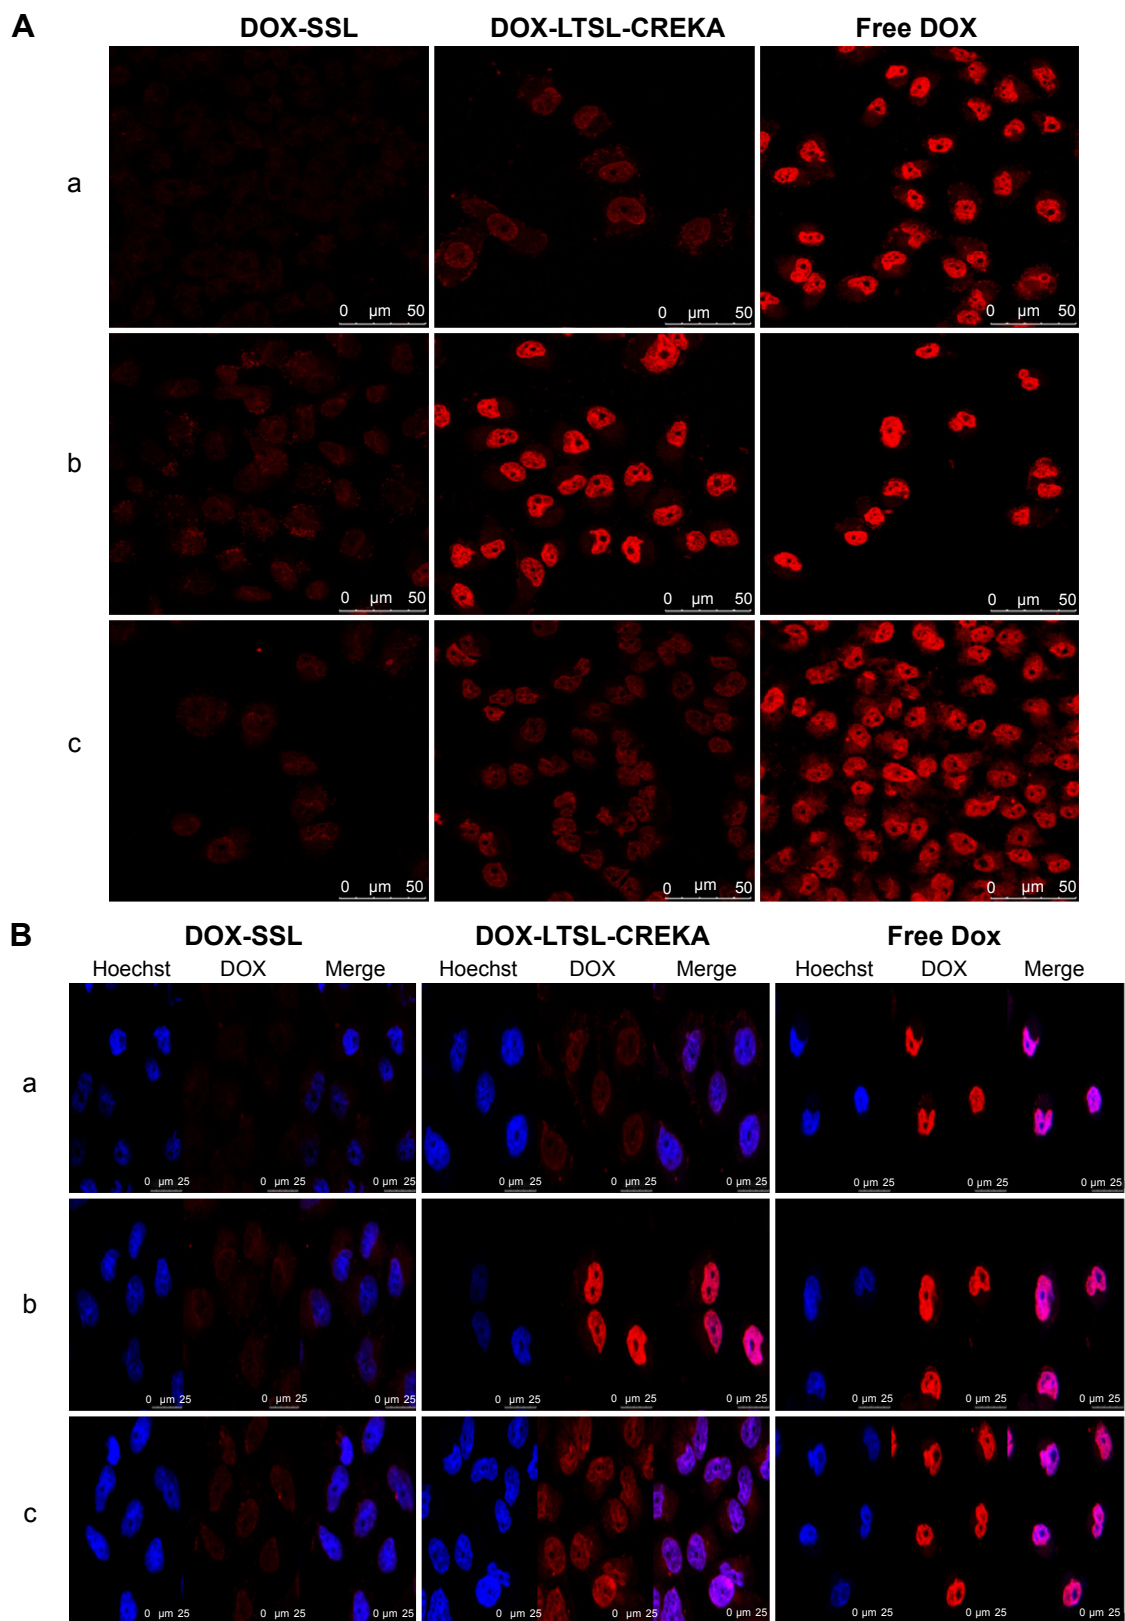 A DOX-SSL DOX-LTSL-CREKA Free DOX
a
0 µm 50 0 µm 50 0 µm 50
b
0 µm 50 0 µm 50 0 µm 50
c
0 µm 50 0 µm 50 0 µm 50
B DOX-SSL DOX-LTSL-CREKA Free Dox
Hoechst DOX Merge Hoechst DOX Merge Hoechst DOX Merge
a
0 µm 25 0 µm 25 0 µm 25 0 µm 25 0 µm 25 0 µm 25 0 µm 25 0 µm 25 0 µm 25
b
0 µm 25 0 µm 25 0 µm 25 0 µm 25 0 µm 25 0 µm 25 0 µm 25 0 µm 25 0 µm 25
c
0 µm 25 0 µm 25 0 µm 25 0 µm 25 0 µm 25 0 µm 25 0 µm 25 0 µm 25 0 µm 25